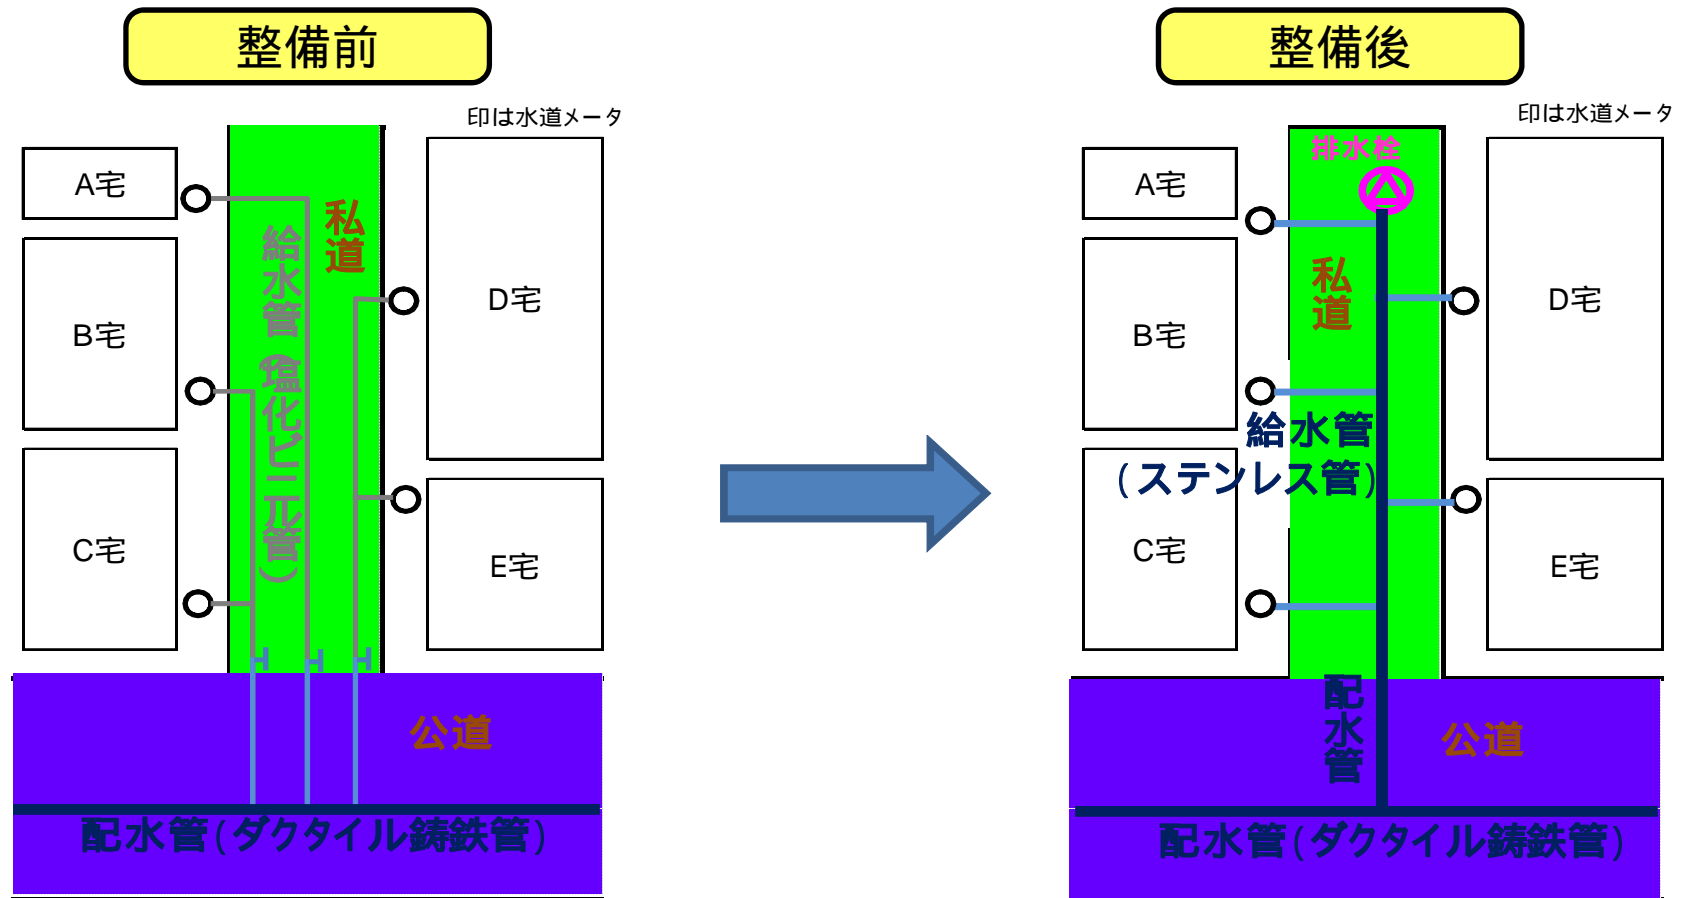 整備前
印は水道メータ
A宅
B宅
C宅
D宅
E宅
私道
給水管(塩化ビニル管)
公道
配水管(ダクタイル鋳鉄管)
整備後
印は水道メータ
排水栓
A宅
B宅
C宅
D宅
E宅
私道
給水管
(ステンレス管)
配水管
公道
配水管(ダクタイル鋳鉄管)